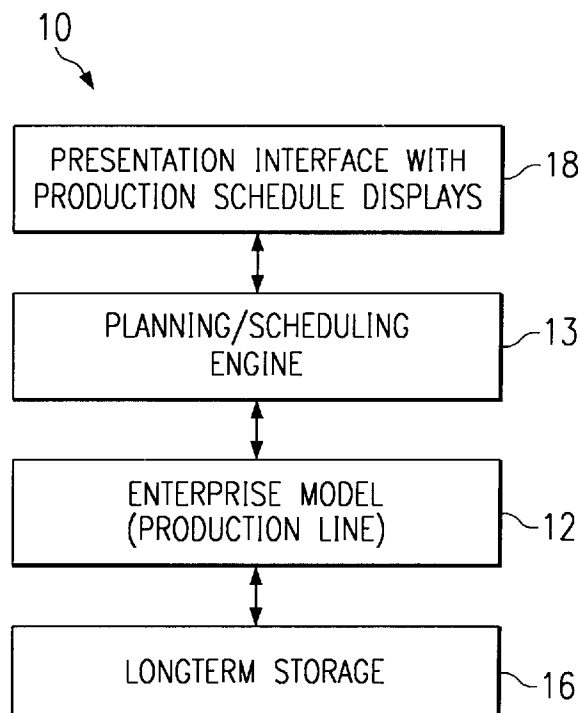 10
PRESENTATION INTERFACE WITH
PRODUCTION SCHEDULE DISPLAYS
18
PLANNING/SCHEDULING
ENGINE
13
ENTERPRISE MODEL
(PRODUCTION LINE)
12
LONGTERM STORAGE
16